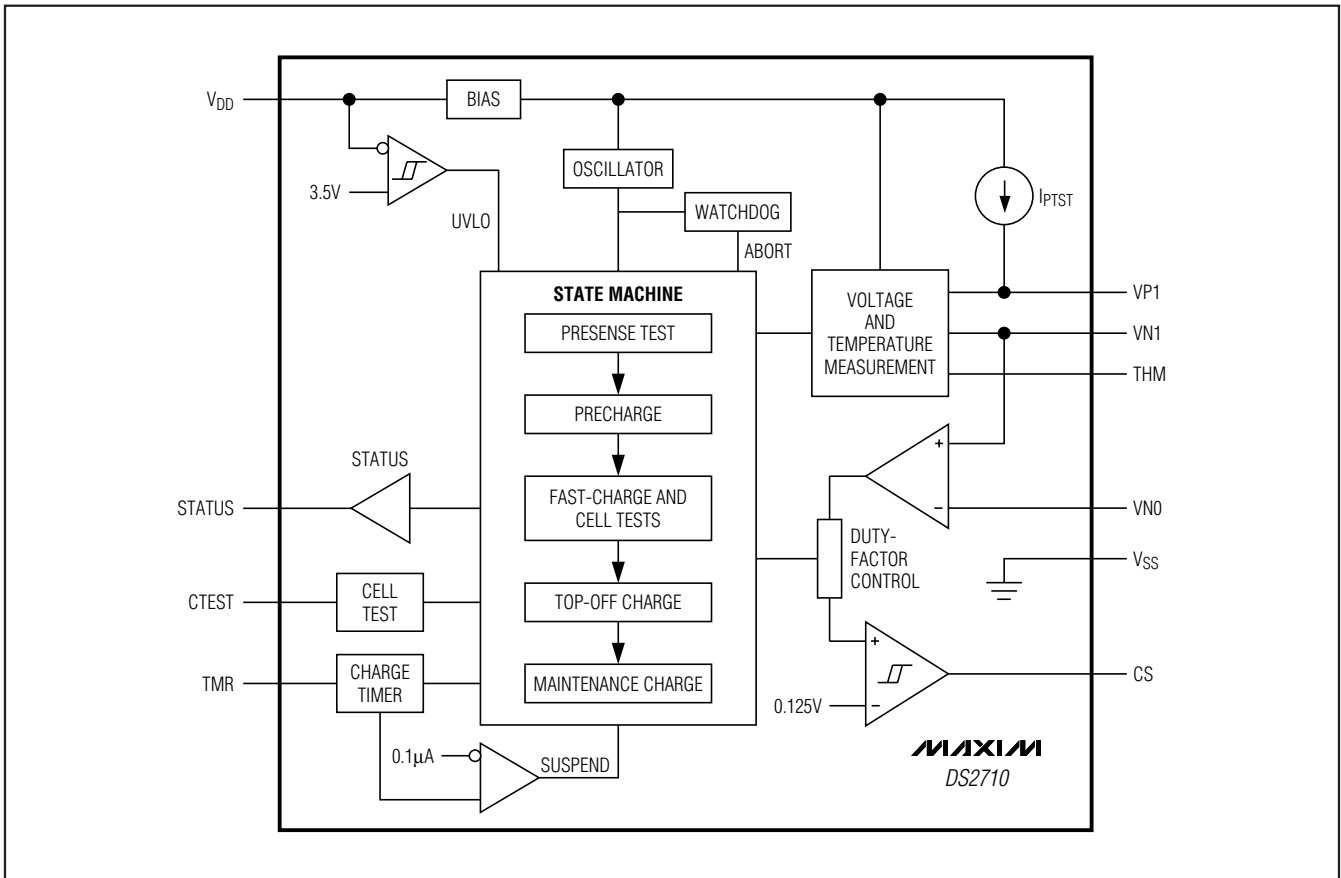 VDD
BIAS
3.5V
UVLO
OSCILLATOR
WATCHDOG
ABORT
IPTST
VOLTAGE
AND
TEMPERATURE
MEASUREMENT
VP1
VN1
THM
STATE MACHINE
PRESENSE TEST
PRECHARGE
FAST-CHARGE AND
CELL TESTS
TOP-OFF CHARGE
MAINTENANCE CHARGE
STATUS
STATUS
CTEST
CELL
TEST
TMR
CHARGE
TIMER
0.1µA
SUSPEND
+
−
VN0
DUTY-
FACTOR
CONTROL
VSS
+
−
0.125V
CS
MAXIM
DS2710